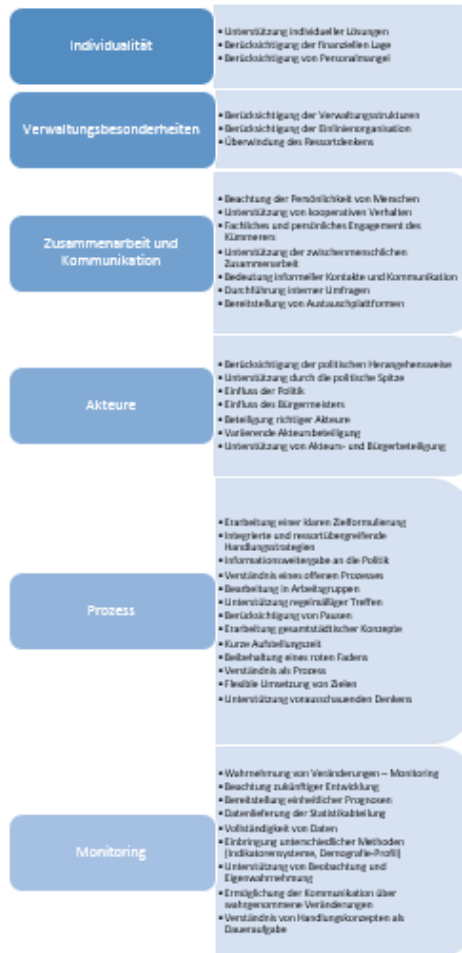 Individualität
• Unterstützung individueller Lösungen
• Berücksichtigung der finanziellen Lage
• Berücksichtigung von Personalmangel
Verwaltungsbesonderheiten
• Berücksichtigung der Verwaltungsstrukturen
• Berücksichtigung der Einlinienorganisation
• Überwindung des Ressortdenkens
Zusammenarbeit und
Kommunikation
• Beachtung der Persönlichkeit von Menschen
• Unterstützung von kooperativen Verhalten
• Fachliches und persönliches Engagement des
Kümmerers
• Unterstützung der zwischenmenschlichen
Zusammenarbeit
• Bedeutung informeller Kontakte und Kommunikation
• Durchführung interner Umfragen
• Bereitstellung von Austauschplattformen
Akteure
• Berücksichtigung der politischen Herangehensweise
• Unterstützung durch die politische Spitze
• Einfluss der Politik
• Einfluss des Bürgermeisters
• Beteiligung richtiger Akteure
• Variierende Akteursbeteiligung
• Unterstützung von Akteurs- und Bürgerbeteiligung
Prozess
• Erarbeitung einer klaren Zielformulierung
• Integrierte und ressortübergreifende
Handlungsstrategien
• Informationsweitergabe an die Politik
• Verständnis eines offenen Prozesses
• Bearbeitung in Arbeitsgruppen
• Unterstützung regelmäßiger Treffen
• Berücksichtigung von Pausen
• Erarbeitung gesamtstädtischer Konzepte
• Kurze Aufstellungszeit
• Beibehaltung eines roten Fadens
• Verständnis als Prozess
• Flexible Umsetzung von Zielen
• Unterstützung vorausschauenden Denkens
Monitoring
• Wahrnehmung von Veränderungen – Monitoring
• Beachtung zukünftiger Entwicklung
• Bereitstellung einheitlicher Prognosen
• Datenlieferung der Statistikabteilung
• Vollständigkeit von Daten
• Einbringung unterschiedlicher Methoden
(Indikatorensysteme, Demografie-Profil)
• Unterstützung von Beobachtung und
Eigenwahrnehmung
• Ermöglichung der Kommunikation über
wahrgenommene Veränderungen
• Verständnis von Handlungskonzepten als
Daueraufgabe